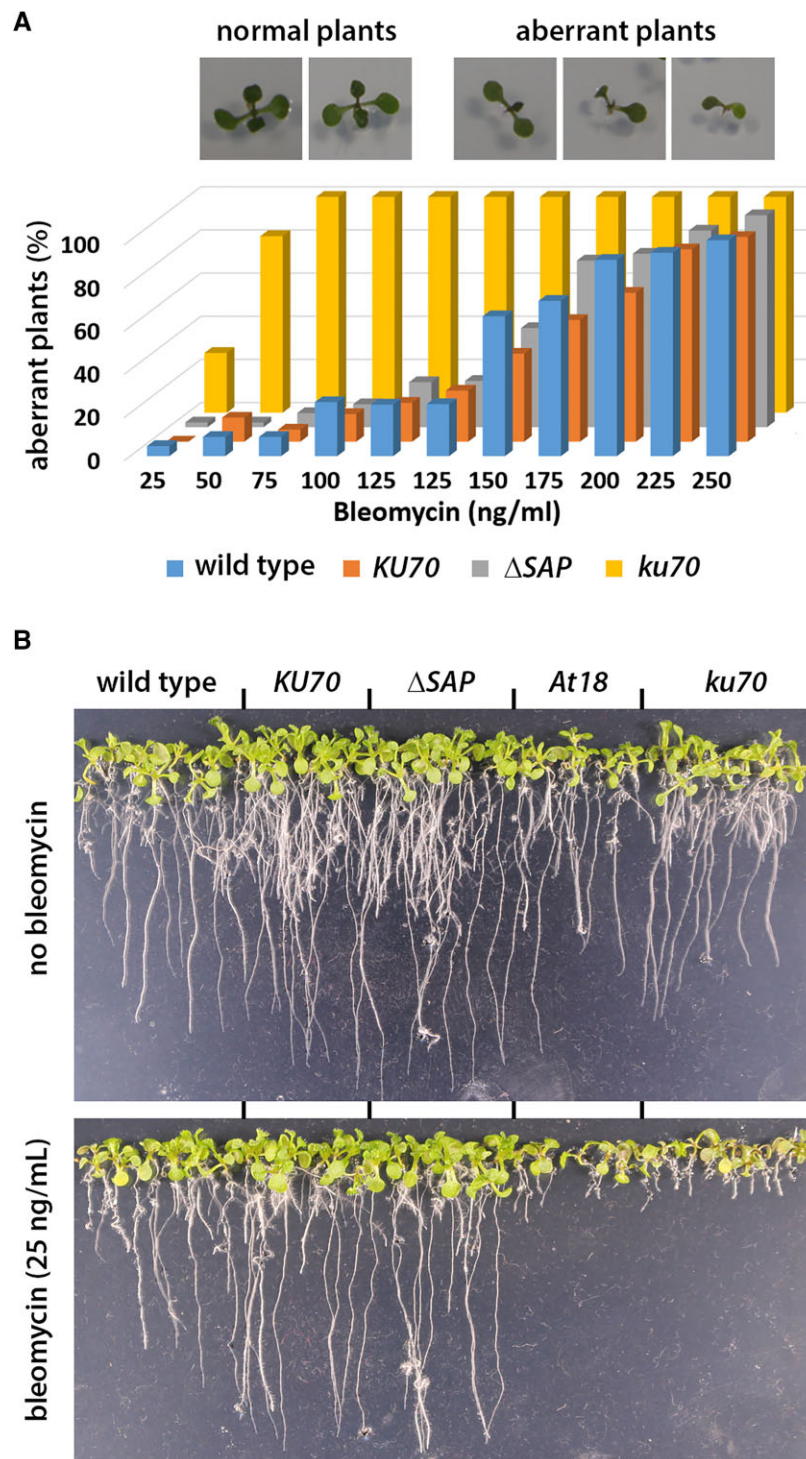 A
normal plants
aberrant plants
aberrant plants (%)
100
80
60
40
20
0
25 50 75 100 125 125 150 175 200 225 250
Bleomycin (ng/ml)
wild type KU70 ΔSAP ku70
B
wild type KU70 ΔSAP At18 ku70
no bleomycin
bleomycin (25 ng/mL)